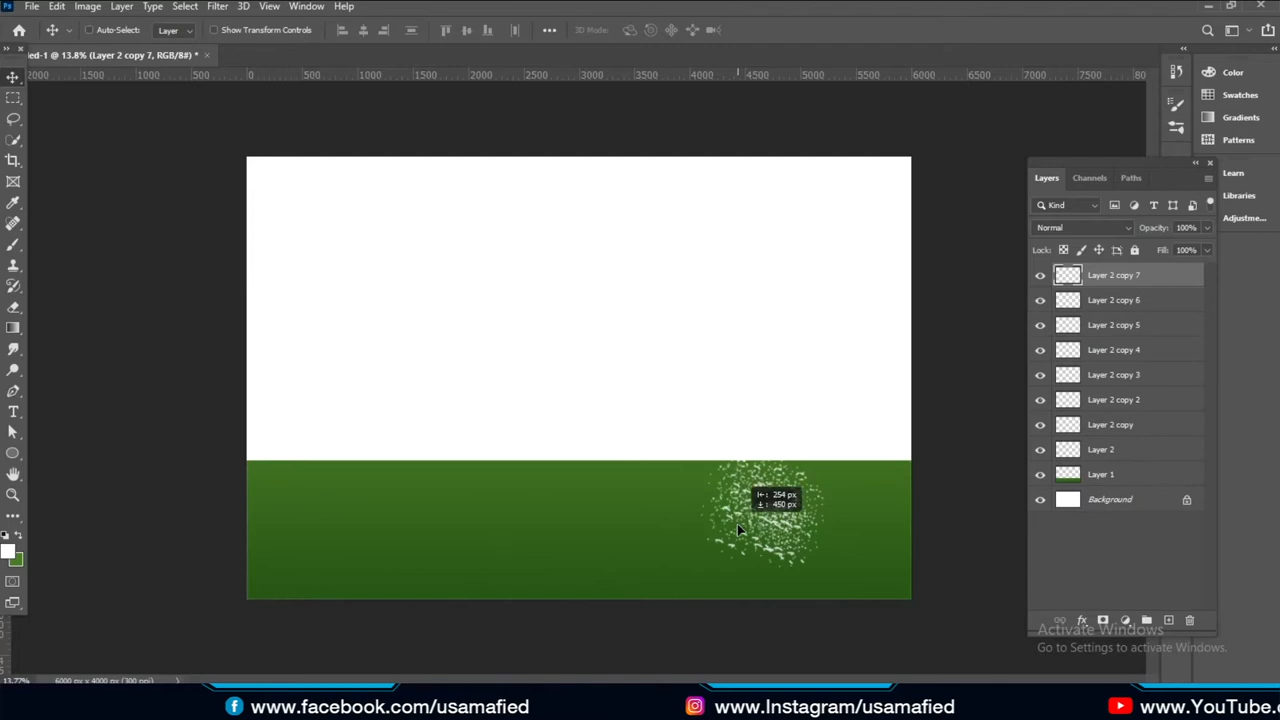 Ps File Edit Image Layer Type Select Filter 3D View Window Help
Auto-Select: Layer Show Transform Controls 3D Mode:
led-1 @ 13.8% (Layer 2 copy 7, RGB/8#) *
2000 1500 1000 500 0 500 1000 1500 2000 2500 3000 3500 4000 4500 5000 5500 6000 6500 7000 7500 80
Color
Swatches
Gradients
Patterns
Learn
Libraries
Adjustme...
Layers Channels Paths
Kind
Normal Opacity: 100%
Lock: Fill: 100%
Layer 2 copy 7
Layer 2 copy 6
Layer 2 copy 5
Layer 2 copy 4
Layer 2 copy 3
Layer 2 copy 2
Layer 2 copy
Layer 2
Layer 1
Background
254 px
450 px
fx
Activate Windows
Go to Settings to activate Windows.
13.72% 6000 px x 4000 px (300 ppi)
www.facebook.com/usamafied www.Instagram/usamafied www.YouTube.